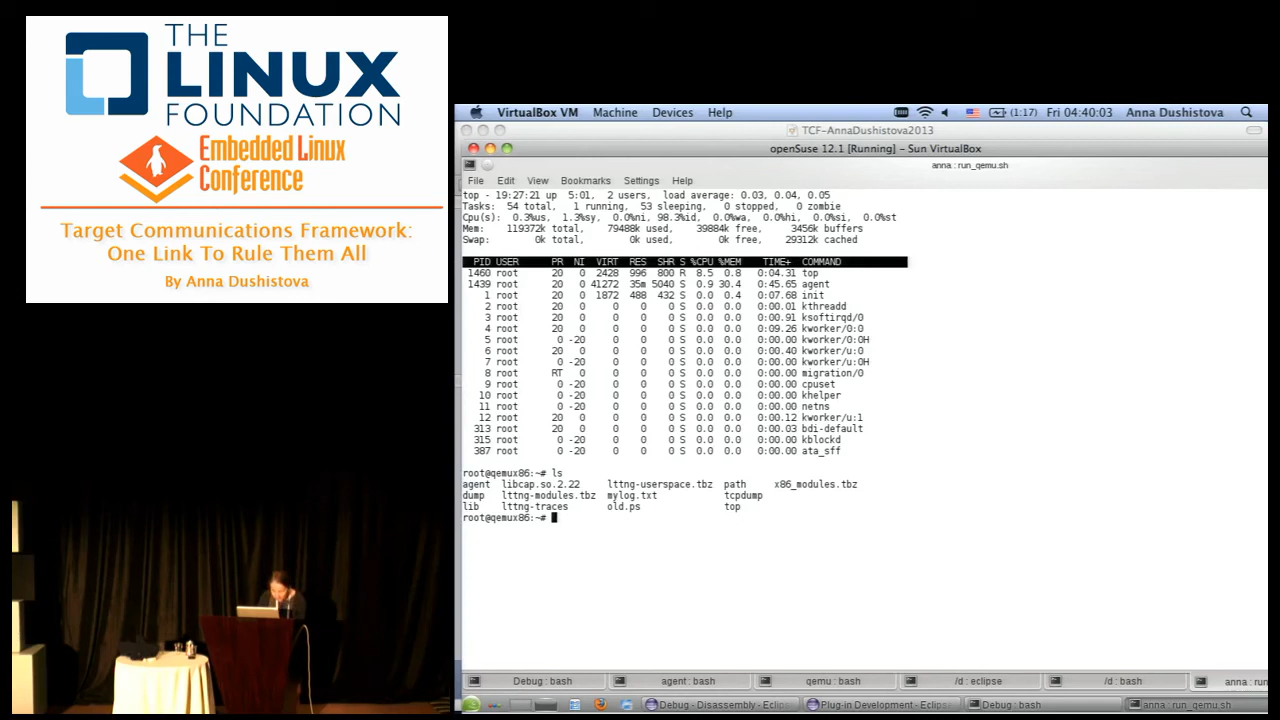 THE
LINUX
FOUNDATION
Embedded Linux
Conference
Target Communications Framework:
One Link To Rule Them All
By Anna Dushistova
VirtualBox VM Machine Devices Help (1:17) Fri 04:40:03 Anna Dushistova
TCF-AnnaDushistova2013
openSuse 12.1 [Running] - Sun VirtualBox
anna : run_qemu.sh
File Edit View Bookmarks Settings Help
top - 19:27:21 up 5:01, 2 users, load average: 0.03, 0.04, 0.05
Tasks: 54 total, 1 running, 53 sleeping, 0 stopped, 0 zombie
Cpu(s): 0.3%us, 1.3%sy, 0.0%ni, 98.3%id, 0.0%wa, 0.0%hi, 0.0%si, 0.0%st
Mem: 119372k total, 79488k used, 39884k free, 3456k buffers
Swap: 0k total, 0k used, 0k free, 29312k cached
PID USER PR NI VIRT RES SHR S %CPU %MEM TIME+ COMMAND
1460 root 20 0 2428 996 800 R 8.5 0.8 0:04.31 top
1439 root 20 0 41272 35m 5040 S 0.9 30.4 0:45.65 agent
1 root 20 0 1872 488 432 S 0.0 0.4 0:07.68 init
2 root 20 0 0 0 0 S 0.0 0.0 0:00.01 kthreadd
3 root 20 0 0 0 0 S 0.0 0.0 0:00.91 ksoftirqd/0
4 root 20 0 0 0 0 S 0.0 0.0 0:09.26 kworker/0:0
5 root 0 -20 0 0 0 S 0.0 0.0 0:00.00 kworker/0:0H
6 root 20 0 0 0 0 S 0.0 0.0 0:00.40 kworker/u:0
7 root 0 -20 0 0 0 S 0.0 0.0 0:00.00 kworker/u:0H
8 root RT 0 0 0 0 S 0.0 0.0 0:00.00 migration/0
9 root 0 -20 0 0 0 S 0.0 0.0 0:00.00 cpuset
10 root 0 -20 0 0 0 S 0.0 0.0 0:00.00 khelper
11 root 0 -20 0 0 0 S 0.0 0.0 0:00.00 netns
12 root 20 0 0 0 0 S 0.0 0.0 0:00.12 kworker/u:1
313 root 20 0 0 0 0 S 0.0 0.0 0:00.03 bdi-default
315 root 0 -20 0 0 0 S 0.0 0.0 0:00.00 kblockd
387 root 0 -20 0 0 0 S 0.0 0.0 0:00.00 ata_sff
root@qemux86:~# ls
agent libcap.so.2.22 lttng-userspace.tbz path x86_modules.tbz
dump lttng-modules.tbz mylog.txt tcpdump
lib lttng-traces old.ps top
root@qemux86:~#
Debug : bash agent : bash qemu : bash /d : eclipse /d : bash anna : run
Debug - Disassembly - Eclips Plug-in Development - Eclips Debug : bash anna : run_qemu.sh